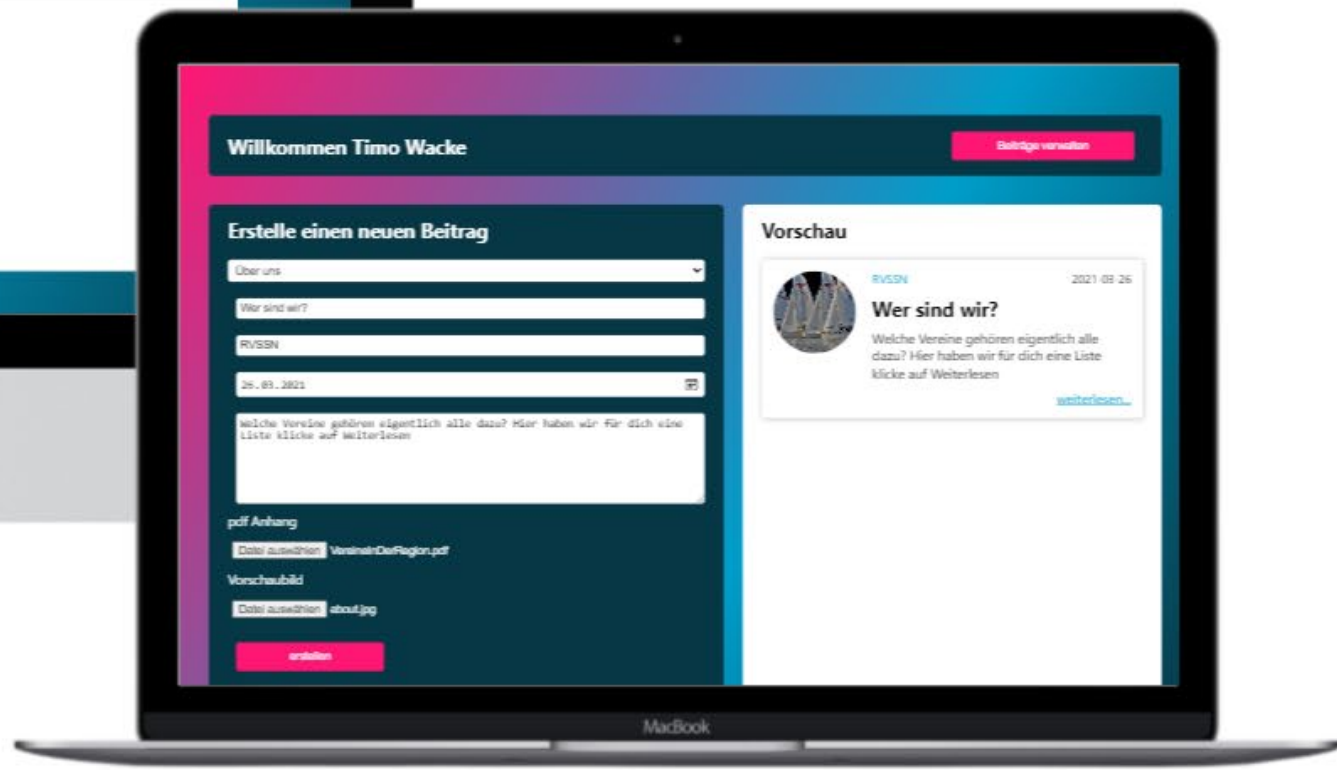 Willkommen Timo Wacke
Beiträge verwalten
Erstelle einen neuen Beitrag
Über uns
Wer sind wir?
RVSSN
26.03.2021
Welche Vereine gehören eigentlich alle dazu? Hier haben wir für dich eine
Liste klicke auf Weiterlesen
pdf Anhang
Datei auswählen VereineInDerRegion.pdf
Vorschaubild
Datei auswählen about.jpg
erstellen
Vorschau
RVSSN 2021-03-26
Wer sind wir?
Welche Vereine gehören eigentlich alle
dazu? Hier haben wir für dich eine Liste
klicke auf Weiterlesen
weiterlesen...
MacBook